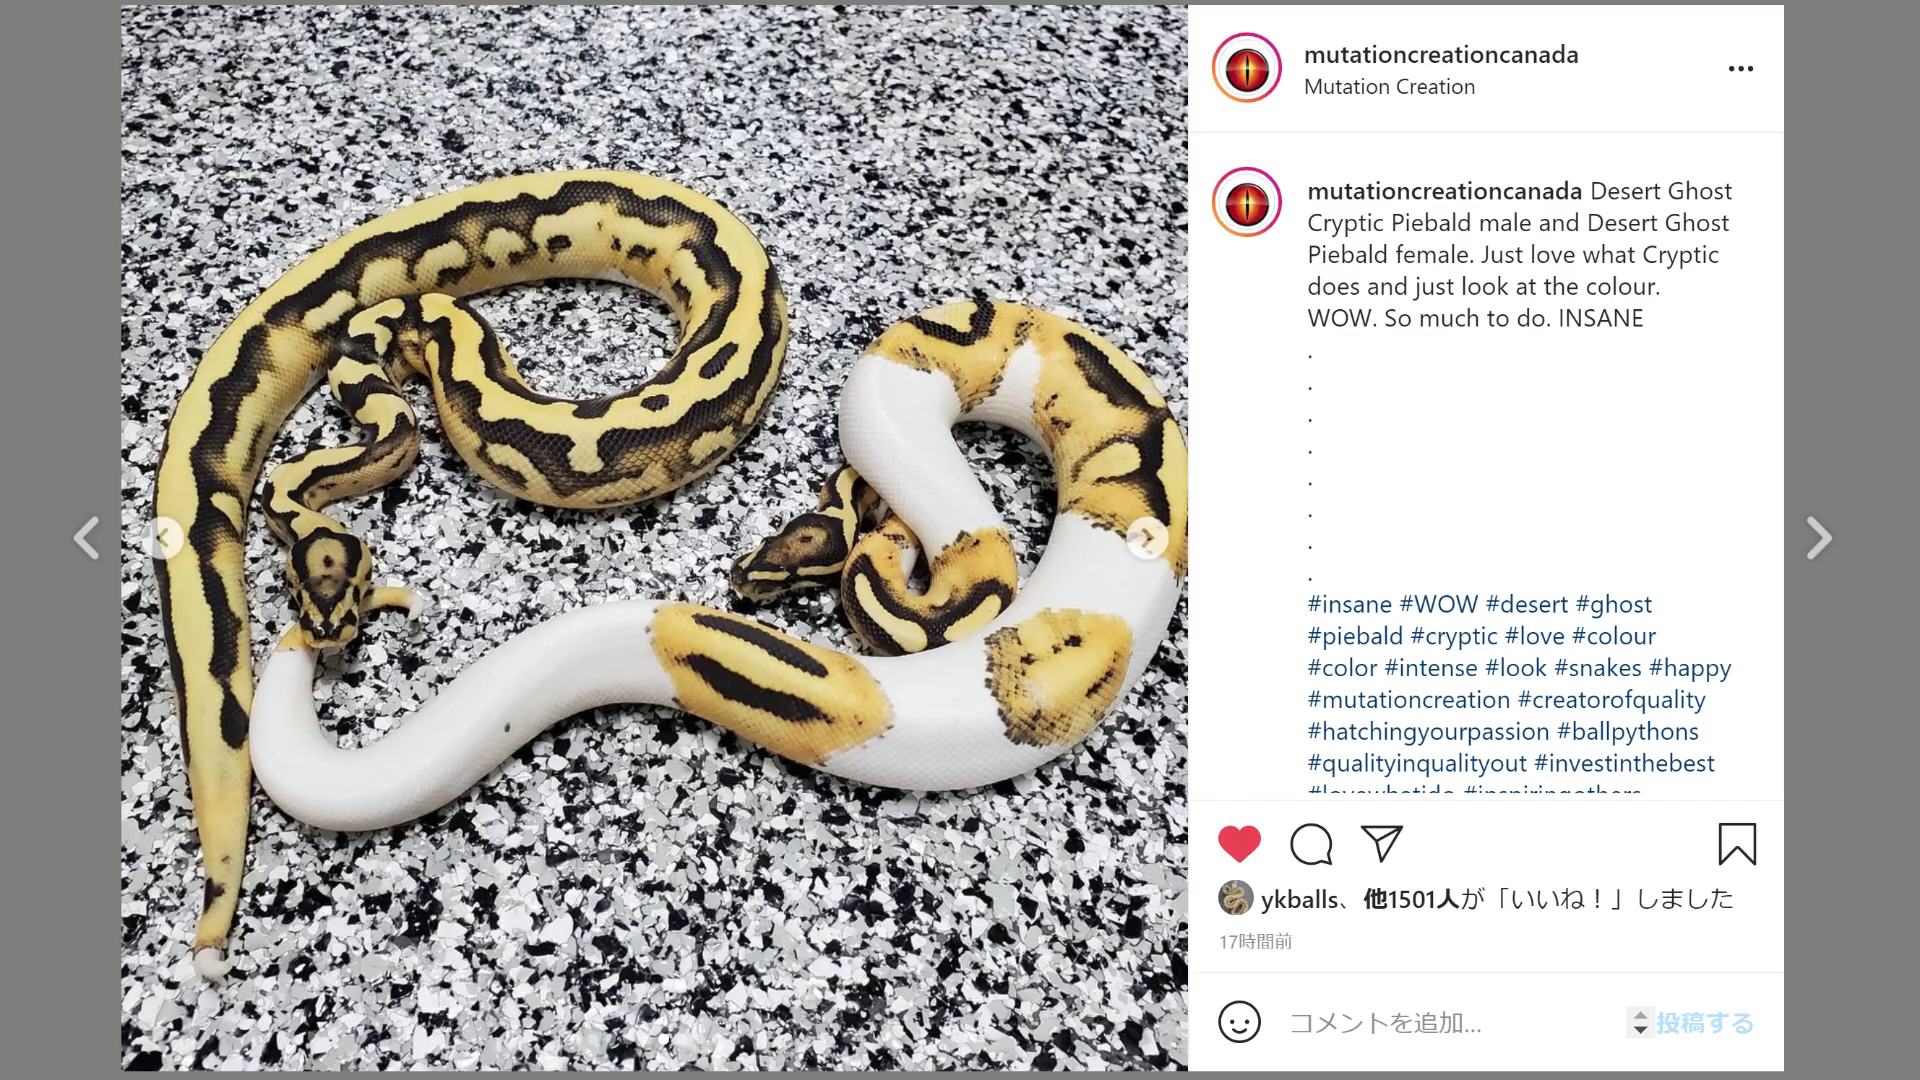 mutationcreationcanada
Mutation Creation
mutationcreationcanada Desert Ghost
Cryptic Piebald male and Desert Ghost
Piebald female. Just love what Cryptic
does and just look at the colour.
WOW. So much to do. INSANE
.
.
.
.
.
.
.
.
#insane #WOW #desert #ghost
#piebald #cryptic #love #colour
#color #intense #look #snakes #happy
#mutationcreation #creatorofquality
#hatchingyourpassion #ballpythons
#qualityinqualityout #investinthebest
#lovewhatido #inspiringothers
ykballs、他1501人が「いいね！」しました
17時間前
コメントを追加...
投稿する